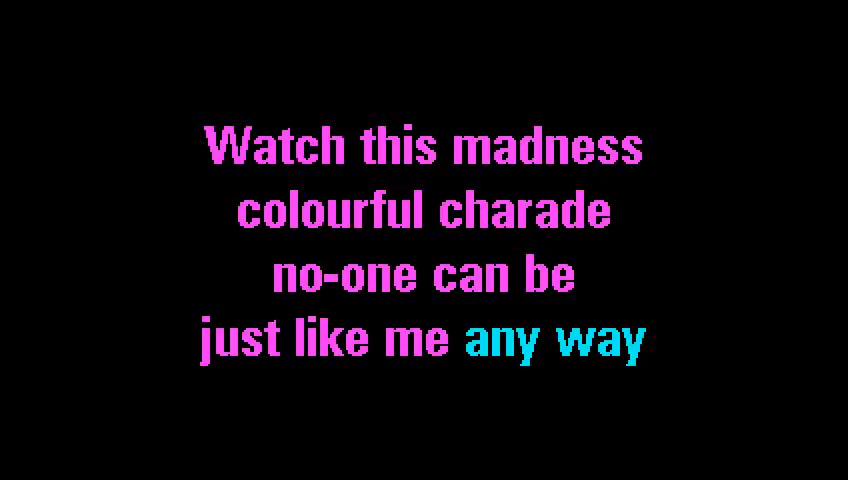 Watch this madness
colourful charade
no-one can be
just like me any way